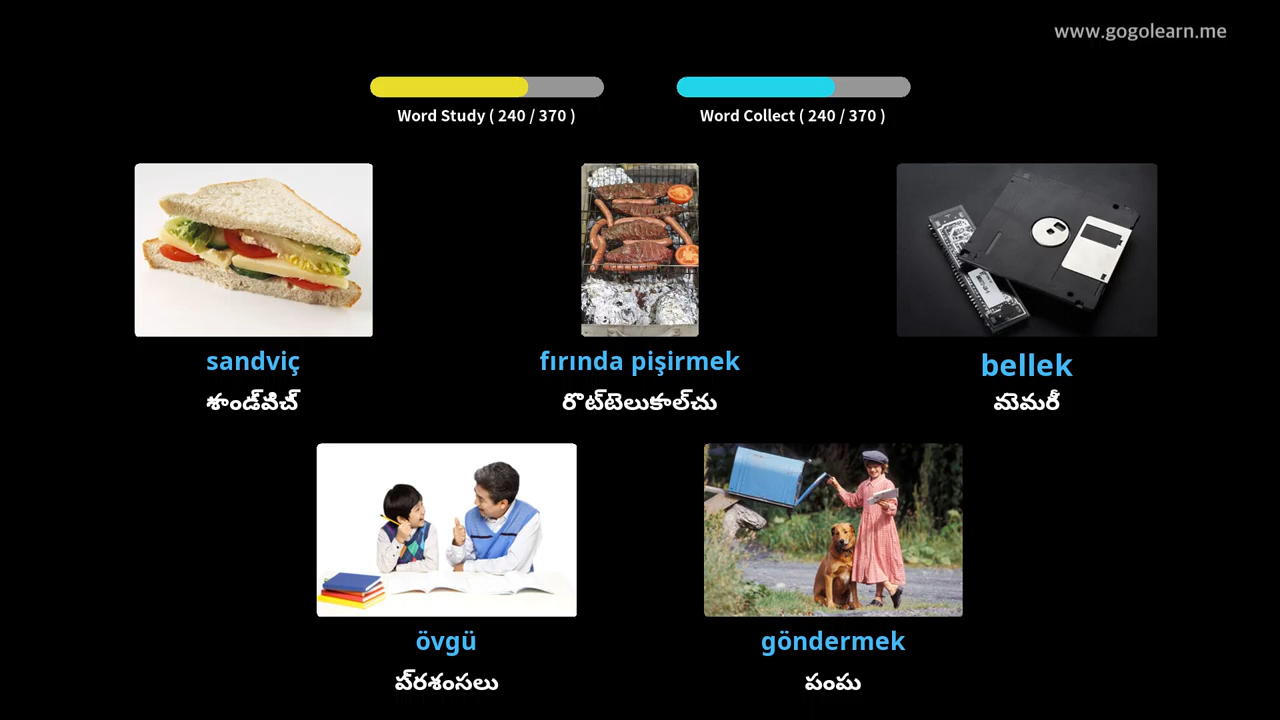 www.gogolearn.me
Word Study ( 240 / 370 )
Word Collect ( 240 / 370 )
sandviç
శాండ్విచ్
fırında pişirmek
రొట్టెలుకాల్చు
bellek
మెమరీ
övgü
ప్రశంసలు
göndermek
పంపు